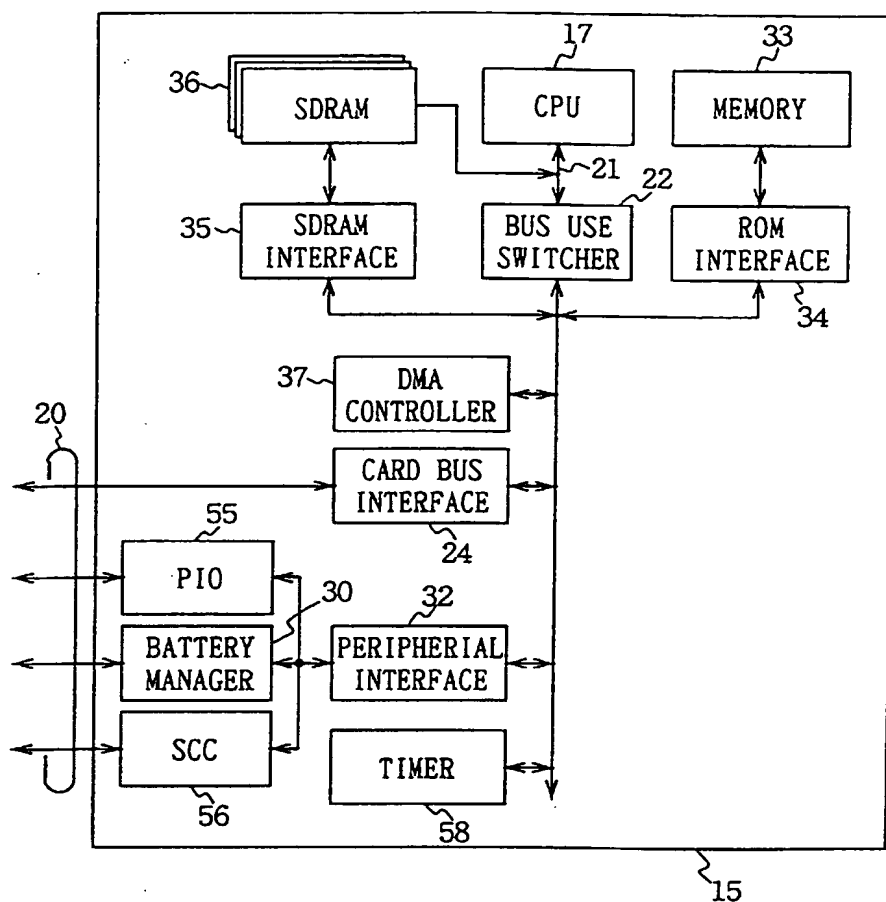 17
33
36
SDRAM
CPU
MEMORY
21
22
35
SDRAM
INTERFACE
BUS USE
SWITCHER
ROM
INTERFACE
34
37
DMA
CONTROLLER
20
CARD BUS
INTERFACE
24
55
PIO
30
32
BATTERY
MANAGER
PERIPHERIAL
INTERFACE
SCC
56
TIMER
58
15